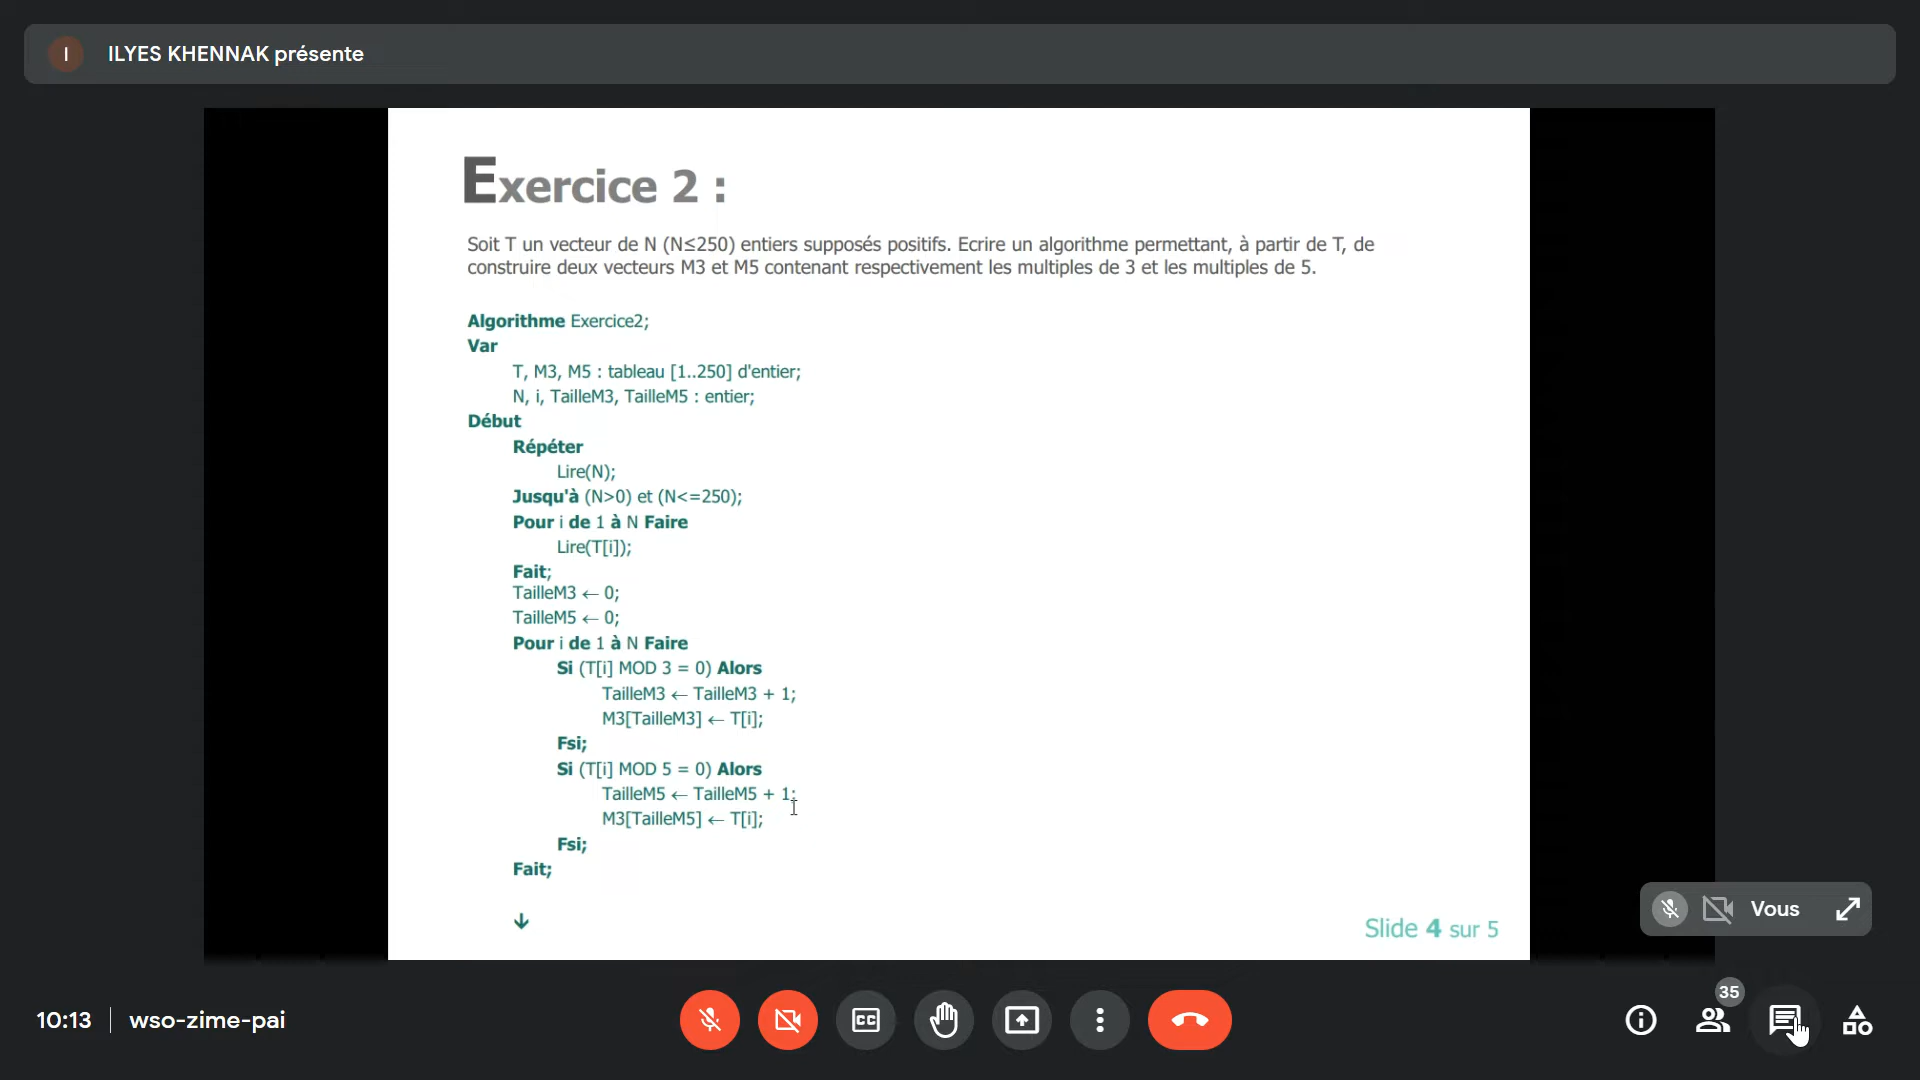 I
ILYES KHENNAK présente
Exercice 2 :
Soit T un vecteur de N (N≤250) entiers supposés positifs. Ecrire un algorithme permettant, à partir de T, de
construire deux vecteurs M3 et M5 contenant respectivement les multiples de 3 et les multiples de 5.
Algorithme Exercice2;
Var
T, M3, M5 : tableau [1..250] d'entier;
N, i, TailleM3, TailleM5 : entier;
Début
Répéter
Lire(N);
Jusqu'à (N>0) et (N<=250);
Pour i de 1 à N Faire
Lire(T[i]);
Fait;
TailleM3 ← 0;
TailleM5 ← 0;
Pour i de 1 à N Faire
Si (T[i] MOD 3 = 0) Alors
TailleM3 ← TailleM3 + 1;
M3[TailleM3] ← T[i];
Fsi;
Si (T[i] MOD 5 = 0) Alors
TailleM5 ← TailleM5 + 1;
M3[TailleM5] ← T[i];
Fsi;
Fait;
↓
Slide 4 sur 5
Vous
10:13
wso-zime-pai
CC
35